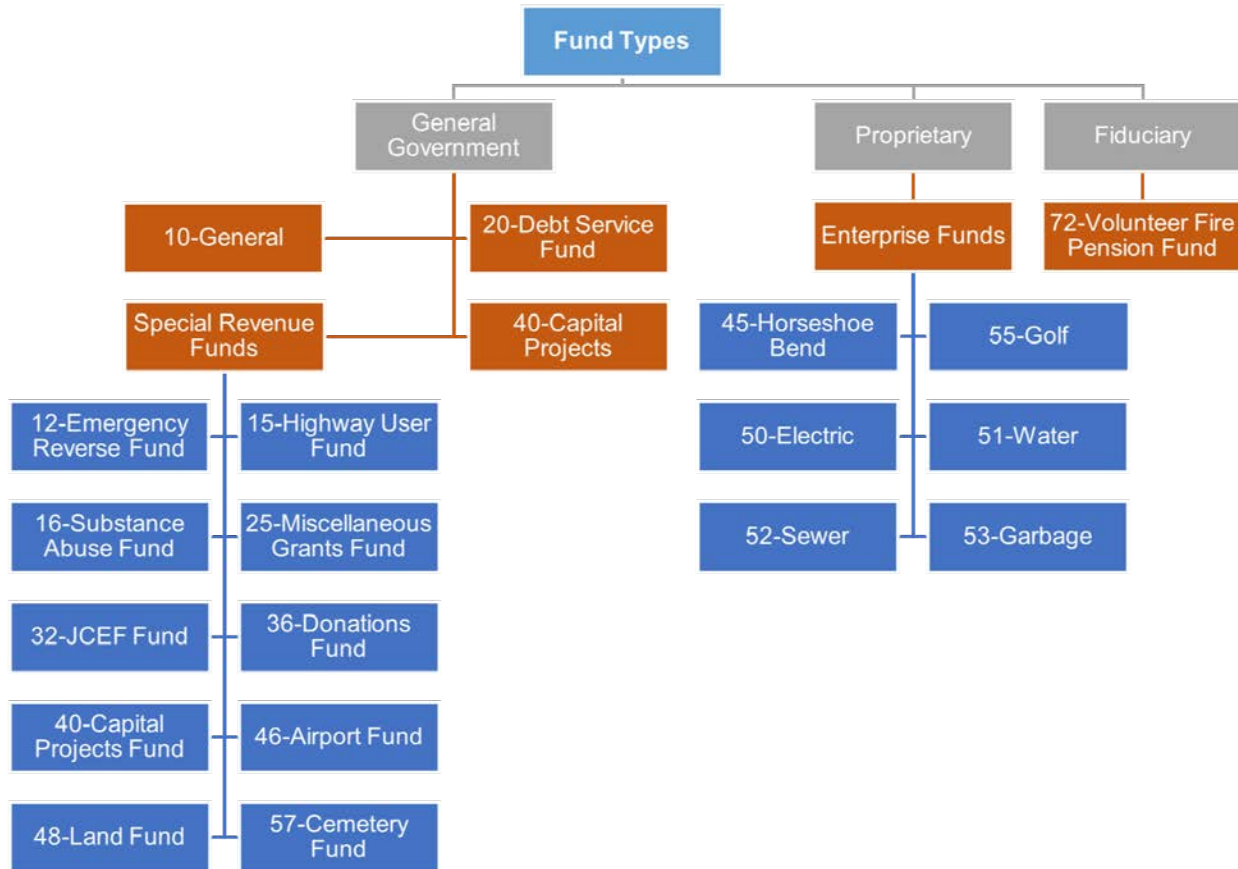 Fund Types
General
Government
Proprietary
Fiduciary
10-General
20-Debt Service
Fund
Enterprise Funds
72-Volunteer Fire
Pension Fund
Special Revenue
Funds
40-Capital
Projects
45-Horseshoe
Bend
55-Golf
12-Emergency
Reverse Fund
15-Highway User
Fund
50-Electric
51-Water
16-Substance
Abuse Fund
25-Miscellaneous
Grants Fund
52-Sewer
53-Garbage
32-JCEF Fund
36-Donations
Fund
40-Capital
Projects Fund
46-Airport Fund
48-Land Fund
57-Cemetery
Fund